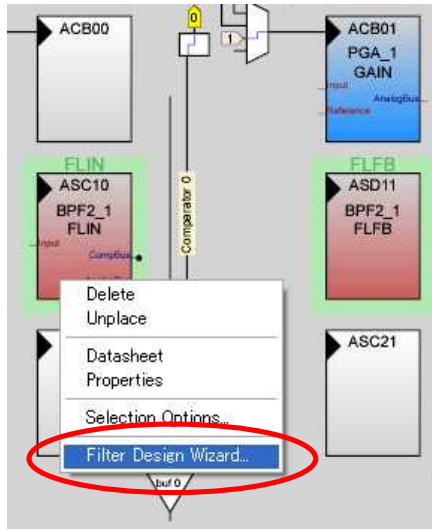 ACB00
0
1
ACB01
PGA_1
GAIN
Input
AnalogBus
Reference
FLIN
ASC10
BPF2_1
FLIN
Input
CompBus
Comparator 0
FLFB
ASD11
BPF2_1
FLFB
Delete
Unplace
Datasheet
Properties
Selection Options...
Filter Design Wizard...
ASC21
buf 0